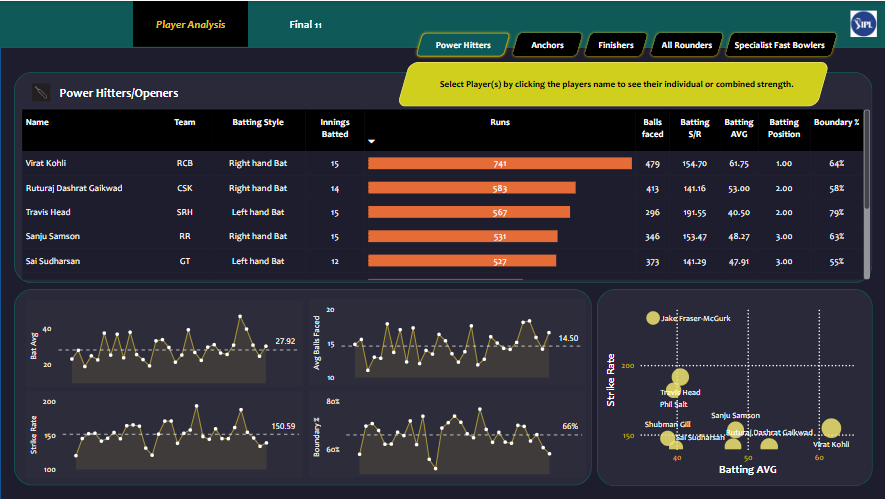 Player Analysis
Final 11
IPL
Power Hitters
Anchors
Finishers
All Rounders
Specialist Fast Bowlers
Select Player(s) by clicking the players name to see their individual or combined strength.
Power Hitters/Openers
Name Team Batting Style Innings Batted Runs Balls faced Batting S/R Batting AVG Batting Position Boundary %
Virat Kohli RCB Right hand Bat 15 741 479 154.70 61.75 1.00 64%
Ruturaj Dashrat Gaikwad CSK Right hand Bat 14 583 413 141.16 53.00 2.00 58%
Travis Head SRH Left hand Bat 15 567 296 191.55 40.50 2.00 79%
Sanju Samson RR Right hand Bat 15 531 346 153.47 48.27 3.00 63%
Sai Sudharsan GT Left hand Bat 12 527 373 141.29 47.91 3.00 55%
Bat Avg
40
20
27.92
Avg Balls Faced
20
15
10
14.50
Strike Rate
200
150
100
150.59
Boundary %
80%
60%
66%
Strike Rate
200
150
Jake Fraser-McGurk
Travis Head
Phil Salt
Sanju Samson
Shubman Gill
Ruturaj Dashrat Gaikwad
Sai Sudharsan
Virat Kohli
40
50
60
Batting AVG